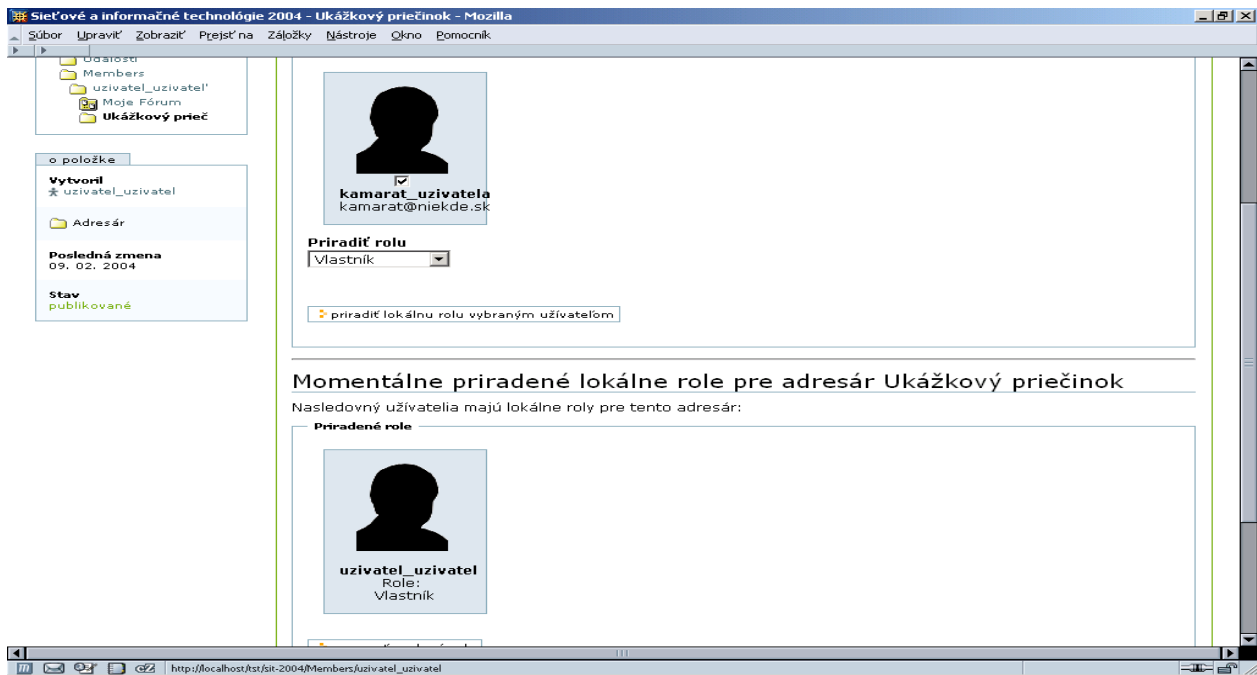 Sieťové a informačné technológie 2004 - Ukážkový priečinok - Mozilla
Súbor Upraviť Zobraziť Prejsť na Záložky Nástroje Okno Pomocník
Udalosti
Members
uzivatel_uzivatel'
Moje Fórum
Ukážkový prieč
o položke
Vytvoril
uzivatel_uzivatel
Adresár
Posledná zmena
09. 02. 2004
Stav
publikované
kamarat_uzivatela
kamarat@niekde.sk
Priradiť rolu
Vlastník
priradiť lokálnu rolu vybraným užívateľom
Momentálne priradené lokálne role pre adresár Ukážkový priečinok
Nasledovný užívatelia majú lokálne roly pre tento adresár:
Priradené role
uzivatel_uzivatel
Role:
Vlastník
http://localhost/tst/sit-2004/Members/uzivatel_uzivatel